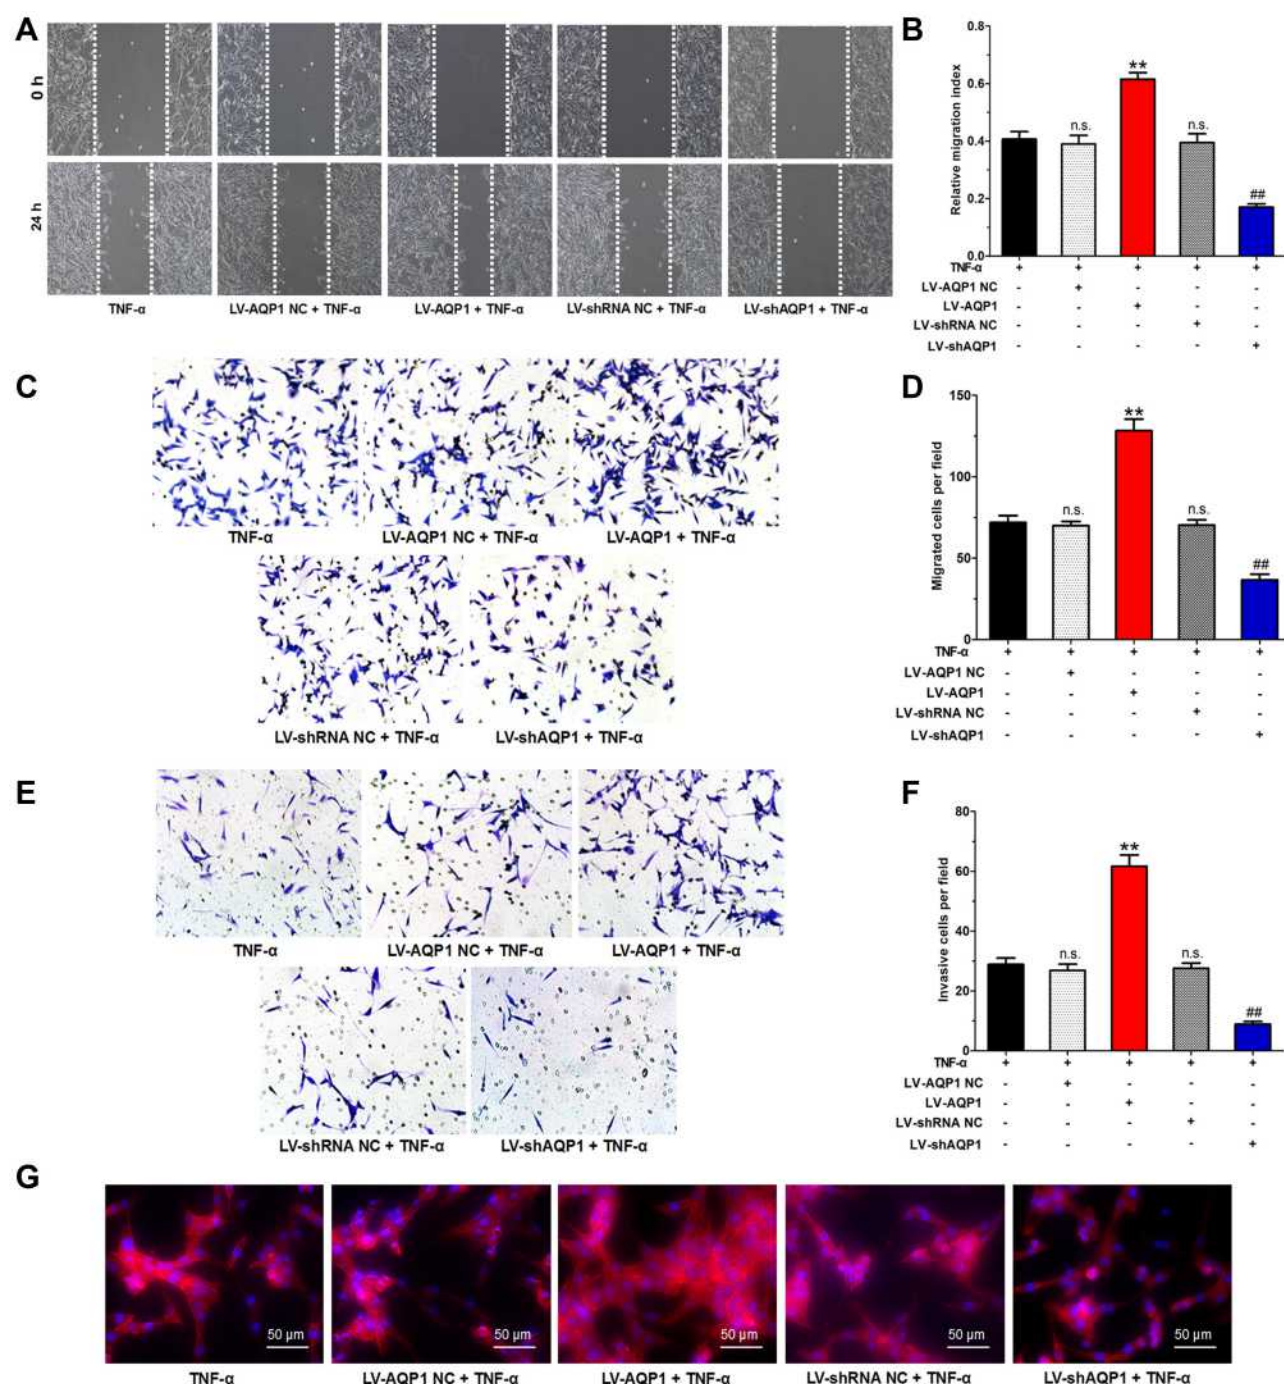 A
0 h
24 h
TNF-α LV-AQP1 NC + TNF-α LV-AQP1 + TNF-α LV-shRNA NC + TNF-α LV-shAQP1 + TNF-α
B
Relative migration index
0.8
0.6
0.4
0.2
0.0
n.s. ** n.s. ##
TNF-α + + + + +
LV-AQP1 NC - + - - -
LV-AQP1 - - + - -
LV-shRNA NC - - - + -
LV-shAQP1 - - - - +
C
TNF-α LV-AQP1 NC + TNF-α LV-AQP1 + TNF-α
LV-shRNA NC + TNF-α LV-shAQP1 + TNF-α
D
Migrated cells per field
150
100
50
0
n.s. ** n.s. ##
TNF-α + + + + +
LV-AQP1 NC - + - - -
LV-AQP1 - - + - -
LV-shRNA NC - - - + -
LV-shAQP1 - - - - +
E
TNF-α LV-AQP1 NC + TNF-α LV-AQP1 + TNF-α
LV-shRNA NC + TNF-α LV-shAQP1 + TNF-α
F
Invasive cells per field
80
60
40
20
0
n.s. ** n.s. ##
TNF-α + + + + +
LV-AQP1 NC - + - - -
LV-AQP1 - - + - -
LV-shRNA NC - - - + -
LV-shAQP1 - - - - +
G
50 µm 50 µm 50 µm 50 µm 50 µm
TNF-α LV-AQP1 NC + TNF-α LV-AQP1 + TNF-α LV-shRNA NC + TNF-α LV-shAQP1 + TNF-α